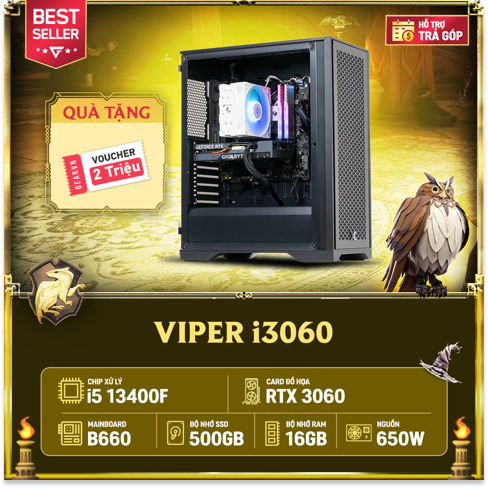 BEST
SELLER
HỖ TRỢ
TRẢ GÓP
QUÀ TẶNG
GEARVN
VOUCHER
2 Triệu
GEFORCE RTX
GIGABYTE
VIPER i3060
CHIP XỬ LÝ
i5 13400F
CARD ĐỒ HỌA
RTX 3060
MAINBOARD
B660
BỘ NHỚ SSD
500GB
BỘ NHỚ RAM
16GB
NGUỒN
650W